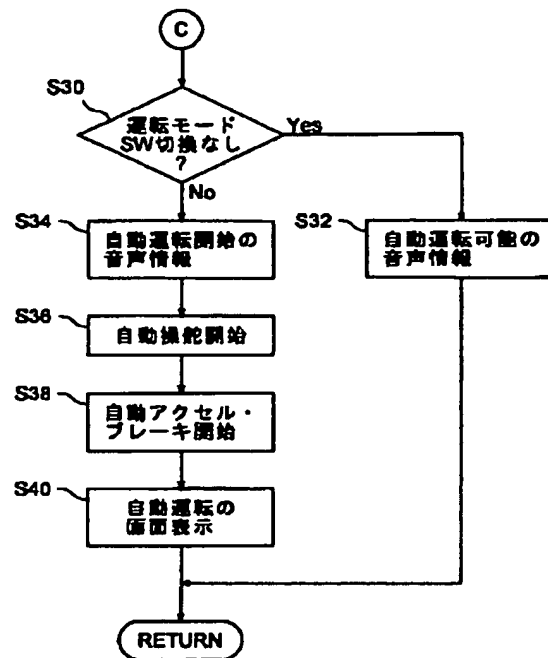 C
S30
運転モード
SW切換なし
?
Yes
No
S34
自動運転開始の
音声情報
S32
自動運転可能の
音声情報
S36
自動操舵開始
S38
自動アクセル・
ブレーキ開始
S40
自動運転の
画面表示
RETURN